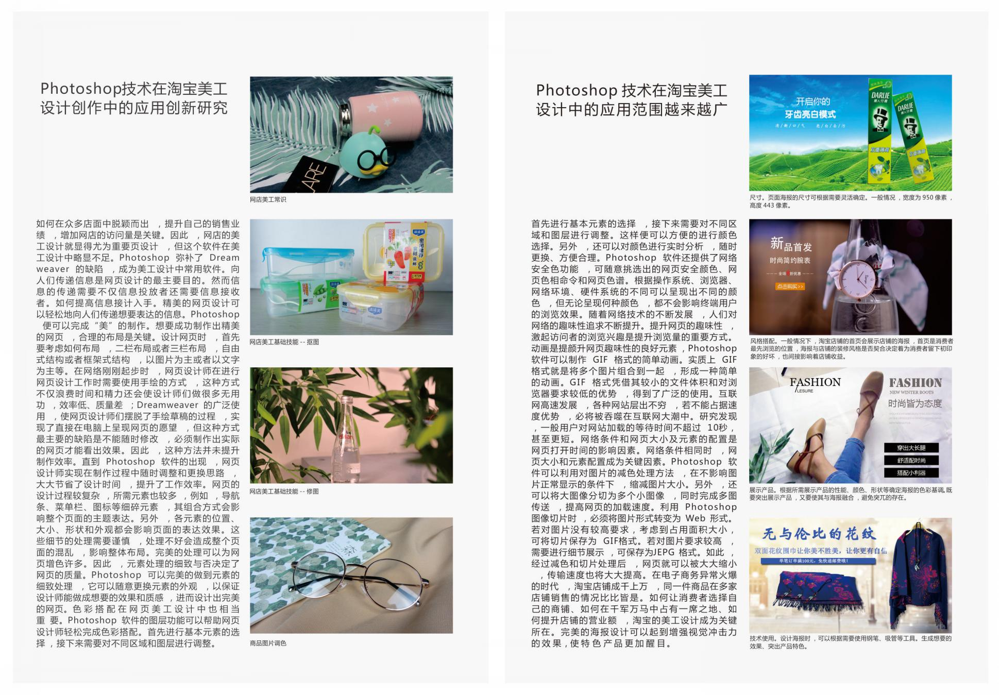 Photoshop技术在淘宝美工
设计创作中的应用创新研究
LARE
网店美工常识
如何在众多店面中脱颖而出 ,提升自己的销售业
绩 ,增加网店的访问量是关键。因此 ,网店的美
工设计就显得尤为重要页设计 ,但这个软件在美
工设计中略显不足。Photoshop 弥补了 Dream
weaver 的缺陷 ,成为美工设计中常用软件。向
人们传递信息是网页设计的最主要目的。然而信
息的传递需要不仅信息投放者还需要信息接收
者。如何提高信息接计入手。精美的网页设计可
以轻松地向人们传递想要表达的信息。Photoshop
便可以完成“美”的制作。想要成功制作出精美
的网页 ,合理的布局是关键。设计网页时 ,首先
要考虑如何布局 ,二栏布局或者三栏布局 ,自由
式结构或者框架式结构 ,以图片为主或者以文字
为主等。在网络刚刚起步时 ,网页设计师在进行
网页设计工作时需要使用手绘的方式 ,这种方式
不仅浪费时间和精力还会使设计师们做很多无用
功 ,效率低、质量差 ;Dreamweaver 的广泛使
用 ,使网页设计师们摆脱了手绘草稿的过程 ,实
现了直接在电脑上呈现网页的愿望 ,但这种方式
最主要的缺陷是不能随时修改 ,必须制作出实际
的网页才能看出效果。因此 ,这种方法并未提升
制作效率。直到 Photoshop 软件的出现 ,网页
设计师实现在制作过程中随时调整和更换思路 ,
大大节省了设计时间 ,提升了工作效率。网页的
设计过程较复杂 ,所需元素也较多 ,例如 ,导航
条、菜单栏、图标等细碎元素 ,其组合方式会影
响整个页面的主题表达。另外 ,各元素的位置、
大小、形状和外观都会影响页面的表达效果。这
些细节的处理需要谨慎 ,处理不好会造成整个页
面的混乱 ,影响整体布局。完美的处理可以为网
页增色许多。因此 ,元素处理的细致与否决定了
网页的质量。Photoshop 可以完美的做到元素的
细致处理 ,它可以随意更换元素的外观 ,以保证
设计师能做成想要的效果和质感 ,进而设计出完美
的网页。色彩搭配在网页美工设计中也相当
重 要。Photoshop 软件的图层功能可以帮助网页
设计师轻松完成色彩搭配。首先进行基本元素的选
择 ,接下来需要对不同区域和图层进行调整。
清清美
密闭储存
食材保鲜
8728
网店美工基础技能 -- 抠图
evian
网店美工基础技能 -- 修图
森
商品图片调色
Photoshop 技术在淘宝美工
设计中的应用范围越来越广
开启你的
牙齿亮白模式
清/新/口/气 亮/白/去/污
DARLIE
黑人牙膏
双重薄荷
DARLIE
黑人牙膏
双重薄荷
尺寸。页面海报的尺寸可根据需要灵活确定。一般情况 ,宽度为 950 像素 ,
高度 443 像素。
首先进行基本元素的选择 ,接下来需要对不同区
域和图层进行调整。这样便可以方便的进行颜色
选择。另外 ,还可以对颜色进行实时分析 ,随时
更换、方便合理。Photoshop 软件还提供了网络
安全色功能 ,可随意挑选出的网页安全颜色、网
页色相命令和网页色谱。根据操作系统、浏览器、
网络环境、硬件系统的不同可以呈现出不同的颜
色 ,但无论呈现何种颜色 ,都不会影响终端用户
的浏览效果。随着网络技术的不断发展 ,人们对
网络的趣味性追求不断提升。提升网页的趣味性 ,
激起访问者的浏览兴趣是提升浏览量的重要方式。
动画是提颜升网页趣味性的良好元素 ,Photoshop
软件可以制作 GIF 格式的简单动画。实质上 GIF
格式就是将多个图片组合到一起 ,形成一种简单
的动画。GIF 格式凭借其较小的文件体积和对浏
览器要求较低的优势 ,得到了广泛的使用。互联
网高速发展 ,各种网站层出不穷 ,若不能占据速
度优势 ,必将被吞噬在互联网大潮中。研究发现
,一般用户对网站加载的等待时间不超过 10秒,
甚至更短。网络条件和网页大小及元素的配置是
网页打开时间的影响因素。网络条件相同时 ,网
页大小和元素配置成为关键因素。Photoshop 软
件可以利用对图片的减色处理方法 ,在不影响图
片正常显示的条件下 ,缩减图片大小。另外 ,还
可以将大图像分切为多个小图像 ,同时完成多图
传送 ,提高网页的加载速度。利用 Photoshop
图像切片时 ,必须将图片形式转变为 Web 形式。
若对图片没有较高要求,考虑到占用面积大小,
可将切片保存为 GIF格式。若对图片要求较高 ,
需要进行细节展示 ,可保存为JEPG 格式。如此 ,
经过减色和切片处理后 ,网页就可以被大大缩小
,传输速度也将大大提高。在电子商务异常火爆
的时代 ,淘宝店铺成千上万 ,同一件商品在多家
店铺销售的情况比比皆是。如何让消费者选择自
己的商铺、如何在千军万马中占有一席之地、如
何提升店铺的营业额 ,淘宝的美工设计成为关键
所在。完美的海报设计可以起到增强视觉冲击力
的效果,使特色产品更加醒目。
新品首发
时尚简约腕表
全场8折优惠
点击购买>>
风格搭配。一般情况下 ,淘宝店铺的首页会展示店铺的海报 ,首页是消费者
最先浏览的位置 ,海报与店铺的装修风格是否契合决定着为消费者留下初印
象的好坏 ,也间接影响着店铺收益。
FASHION
LESURE
FASHION
NEW WINTER BOOTS
时尚皆为态度
穿出大长腿
舒适配时尚
搭配小利器
展示产品。根据所需展示产品的性能、颜色、形状等确定海报的色彩基调,既
要突出展示产品 ,又要使其与海报融合 ,避免突兀的存在。
无与伦比的花纹
双面花纹围巾让你美不胜美，让你更有自信
单笔订单满100元，免快递邮费哦！
技术使用。设计海报时 ,可以根据需要使用钢笔、吸管等工具。生成想要的
效果、突出产品特色。